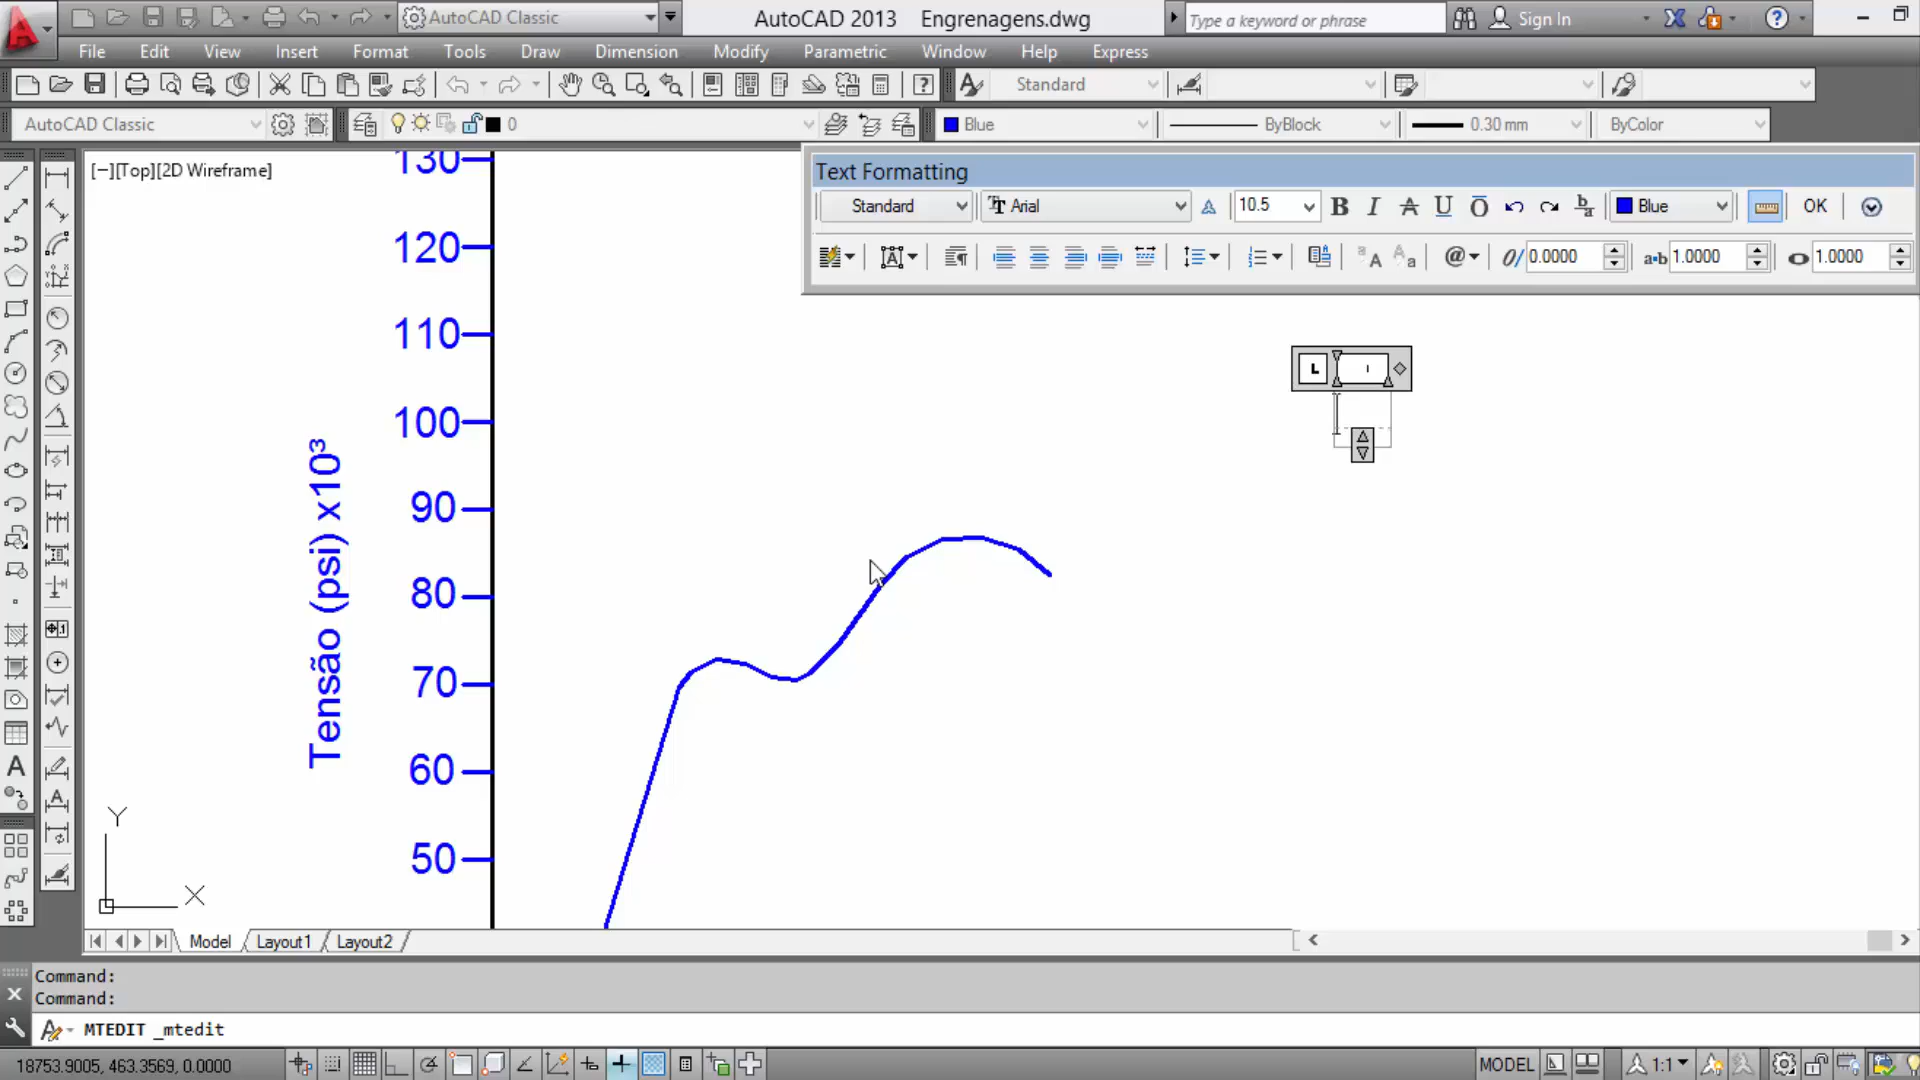 AutoCAD Classic
AutoCAD 2013 Engrenagens.dwg
Type a keyword or phrase
Sign In
File Edit View Insert Format Tools Draw Dimension Modify Parametric Window Help Express
Standard
AutoCAD Classic
0
Blue
ByBlock
0.30 mm
ByColor
[−][Top][2D Wireframe]
Text Formatting
Standard
Arial
10.5
B I A U O
Blue
OK
@
0/ 0.0000
a•b 1.0000
1.0000
L
130
120
110
100
90
80
70
60
50
Tensão (psi) x10³
Y
X
Model Layout1 Layout2
Command:
Command:
MTEDIT _mtedit
18753.9005, 463.3569, 0.0000
MODEL
1:1